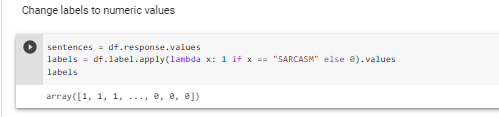 Change labels to numeric values
sentences = df.response.values
labels = df.label.apply(lambda x: 1 if x == "SARCASM" else 0).values
labels
array([1, 1, 1, ..., 0, 0, 0])